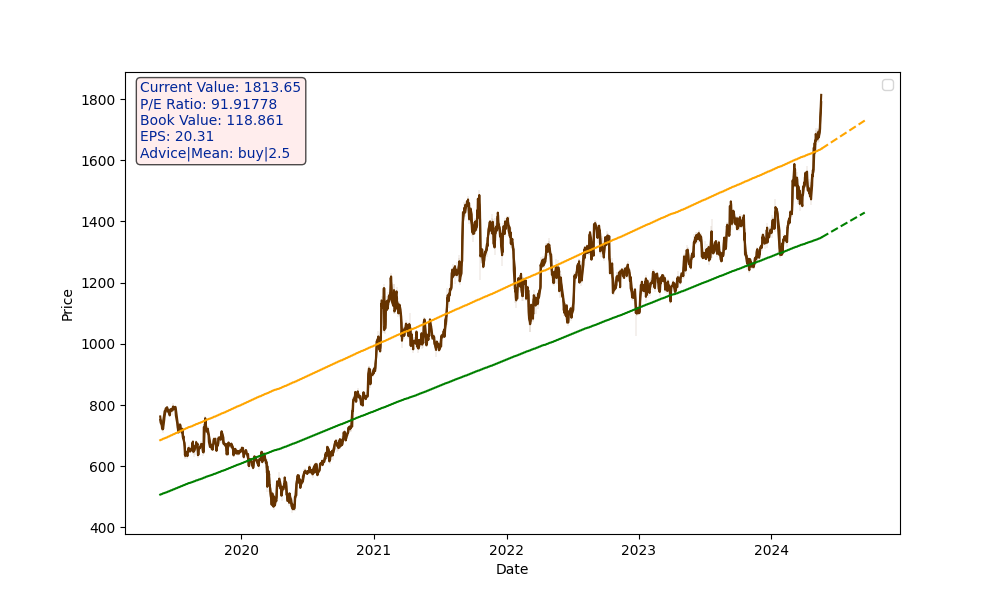 Current Value: 1813.65
P/E Ratio: 91.91778
Book Value: 118.861
EPS: 20.31
Advice|Mean: buy|2.5
1800
1600
1400
1200
1000
800
600
400
Price
2020 2021 2022 2023 2024
Date